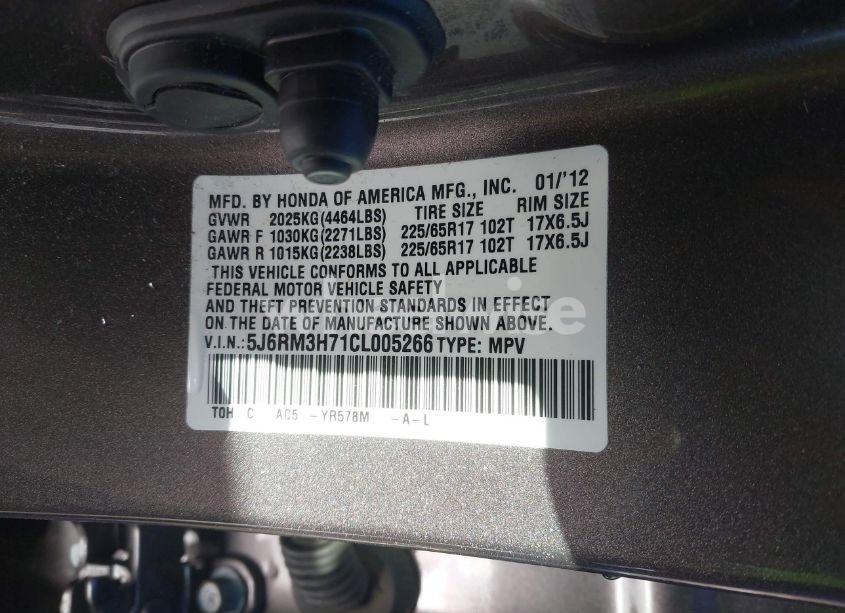 MFD. BY HONDA OF AMERICA MFG., INC. 01/'12
GVWR 2025KG(4464LBS) TIRE SIZE RIM SIZE
GAWR F 1030KG(2271LBS) 225/65R17 102T 17X6.5J
GAWR R 1015KG(2238LBS) 225/65R17 102T 17X6.5J
THIS VEHICLE CONFORMS TO ALL APPLICABLE
FEDERAL MOTOR VEHICLE SAFETY
AND THEFT PREVENTION STANDARDS IN EFFECT
ON THE DATE OF MANUFACTURE SHOWN ABOVE.
V.I.N.:5J6RM3H71CL005266 TYPE: MPV
TOH C AC5 -YR578M -A-L